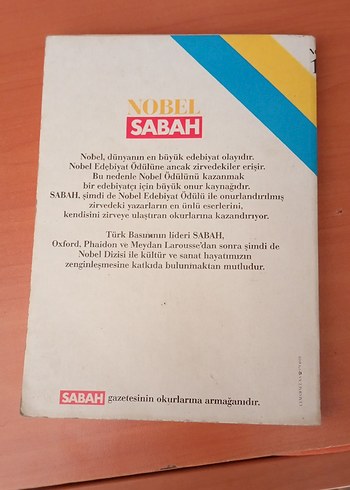 NOBEL
SABAH
Nobel, dünyanın en büyük edebiyat olayıdır.
Nobel Edebiyat Ödülüne ancak zirvedekiler erişir.
Bu nedenle Nobel Ödülünü kazanmak
bir edebiyatçı için büyük onur kaynağıdır.
SABAH, şimdi de Nobel Edebiyat Ödülü ile onurlandırılmış
zirvedeki yazarların en ünlü eserlerini,
kendisini zirveye ulaştıran okurlarına kazandırıyor.
Türk Basınının lideri SABAH,
Oxford, Phaidon ve Meydan Larousse'dan sonra şimdi de
Nobel Dizisi ile kültür ve sanat hayatımızın
zenginleşmesine katkıda bulunmaktan mutludur.
SABAH gazetesinin okurlarına armağanıdır.